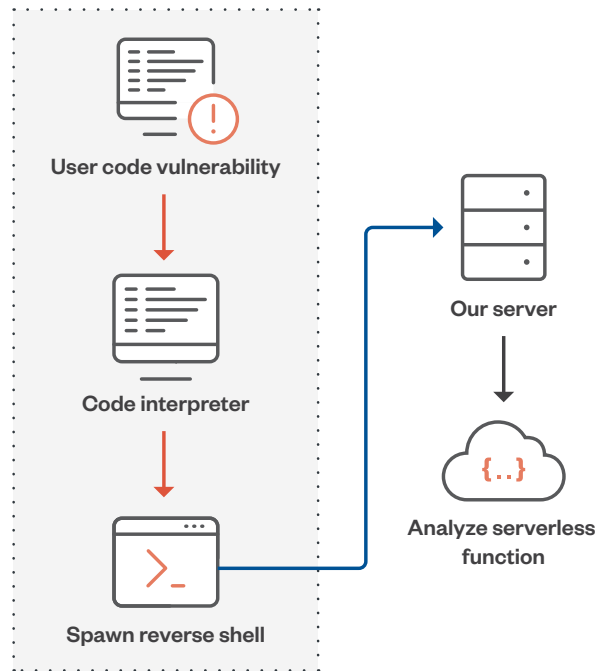 User code vulnerability
Code interpreter
Spawn reverse shell
Our server
{..}
Analyze serverless
function